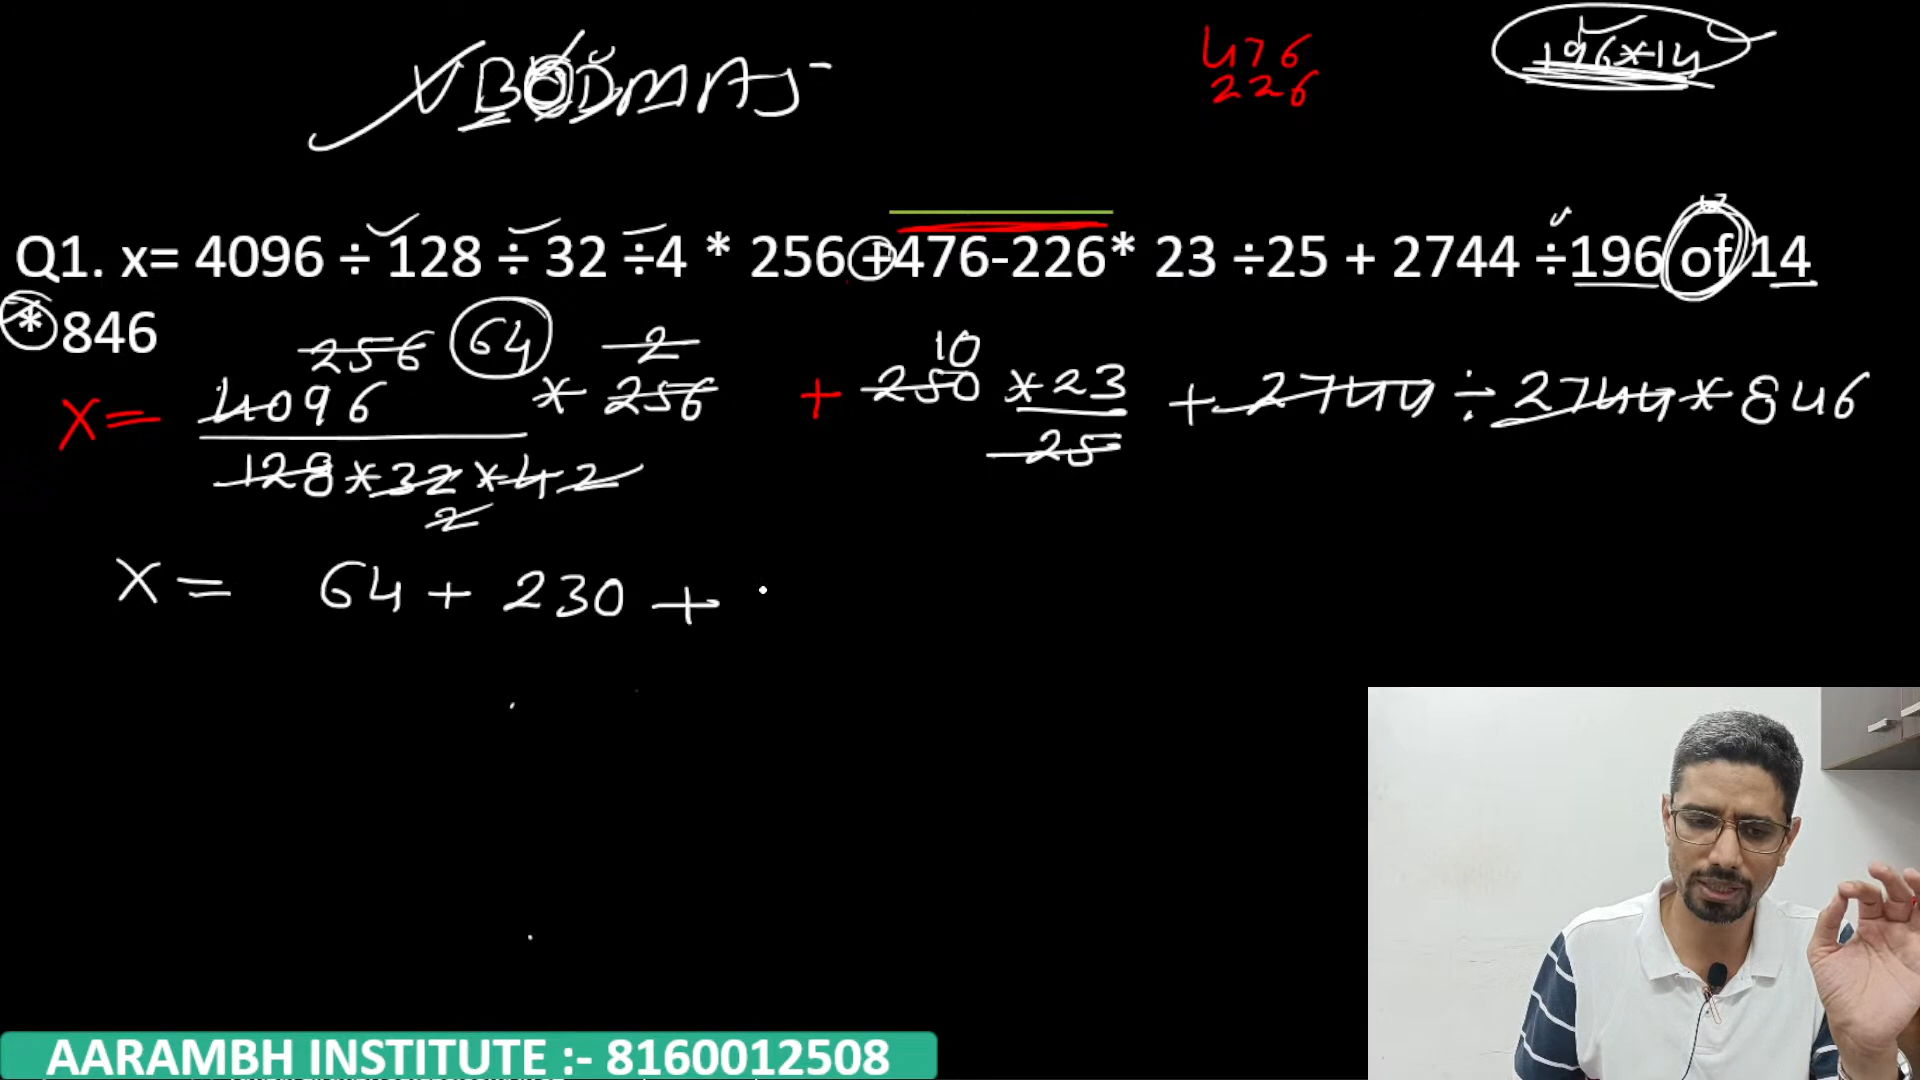 VBODMAS
476
226
196*14
Q1. x= 4096 ÷ 128 ÷ 32 ÷4 * 256+476-226* 23 ÷25 + 2744 ÷196 of 14
*846
256 64 2 10
X= 4096 * 256 + 250 *23 + 2744 ÷ 2744 * 846
128*32*4 2 25
2
X= 64 + 230 +
AARAMBH INSTITUTE :- 8160012508